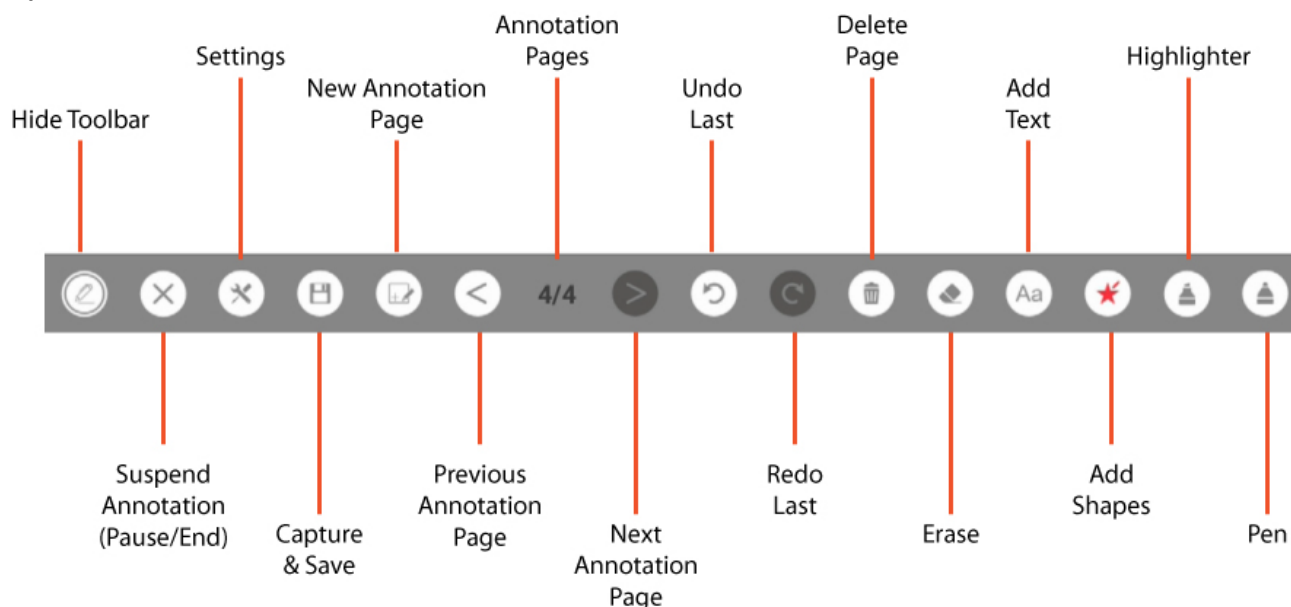 Annotation
Pages
Delete
Page
Settings
Highlighter
New Annotation
Page
Undo
Last
Add
Text
Hide Toolbar
4/4
Aa
Suspend
Annotation
(Pause/End)
Capture
& Save
Previous
Annotation
Page
Next
Annotation
Page
Redo
Last
Erase
Add
Shapes
Pen